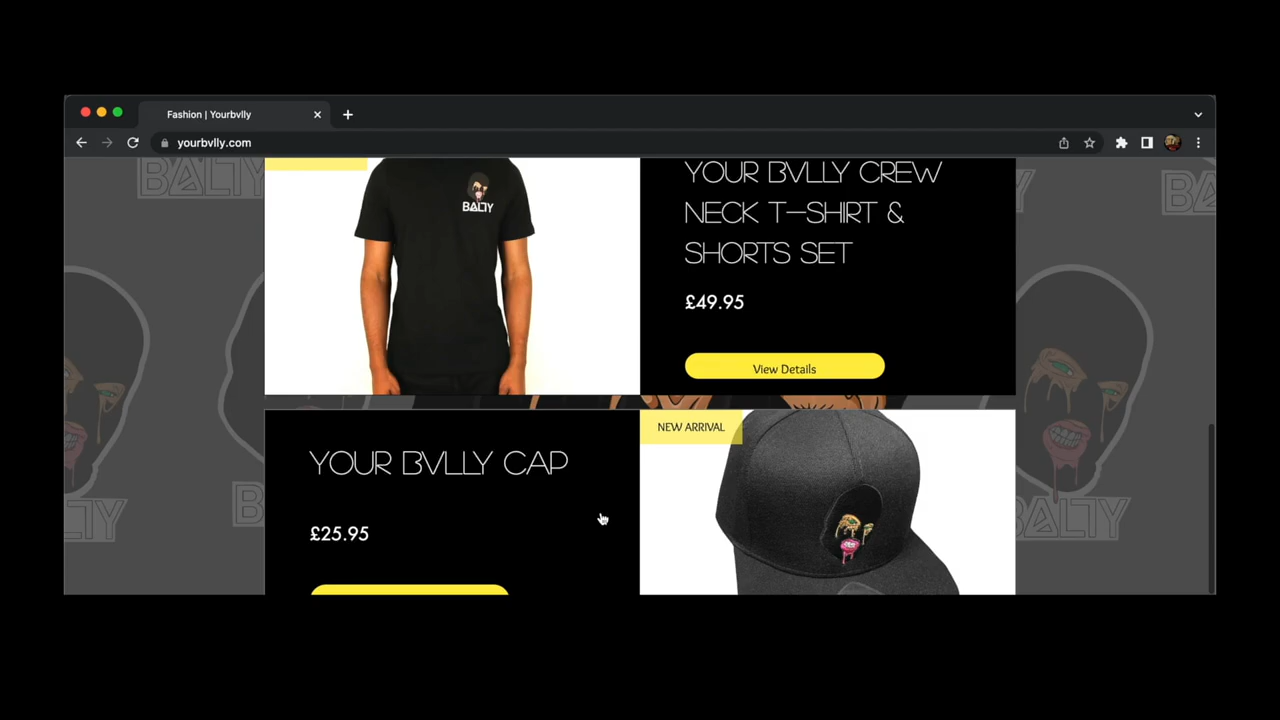 Fashion | Yourbvlly
yourbvlly.com
BALTY
YOUR BVLLY CREW
NECK T-SHIRT &
SHORTS SET
£49.95
View Details
YOUR BVLLY CAP
£25.95
NEW ARRIVAL